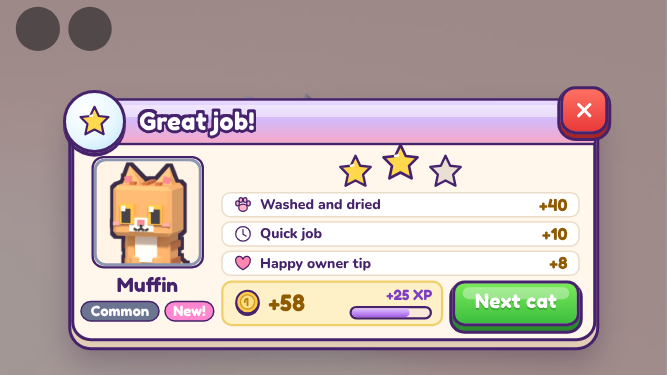 Great job!
Washed and dried +40
Quick job +10
Happy owner tip +8
Muffin
Common New!
1 +58
+25 XP
Next cat